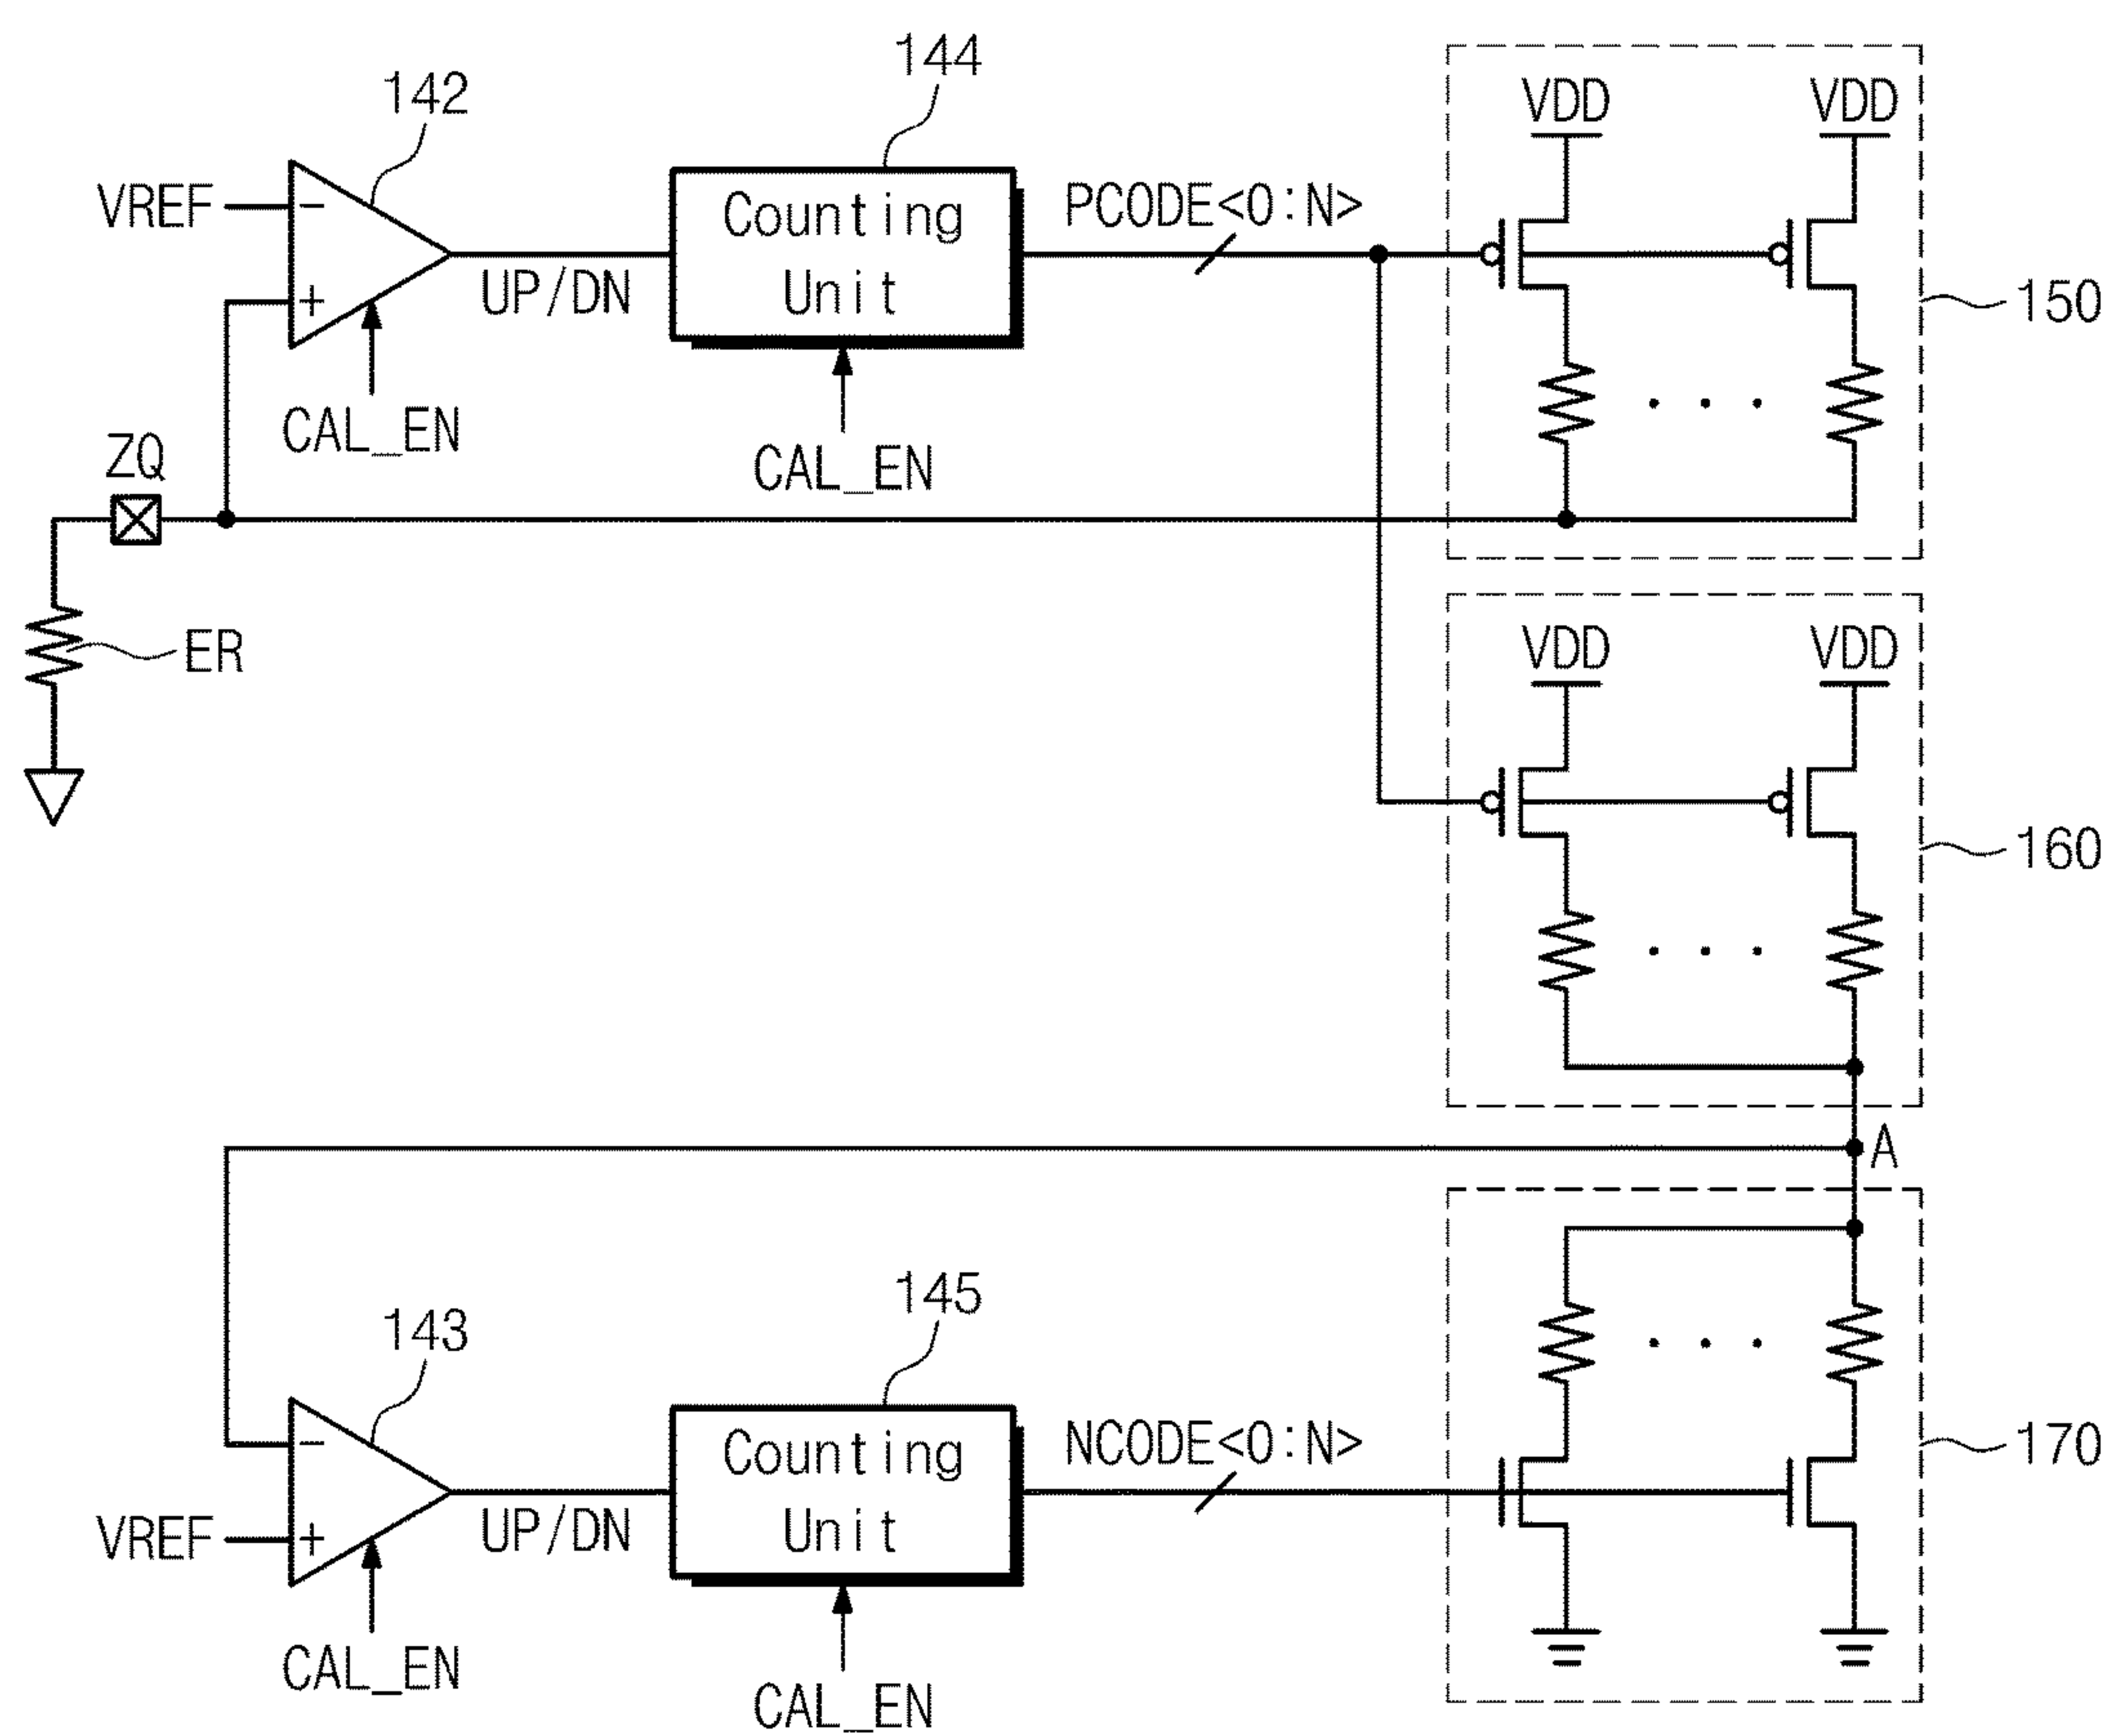 144
142
VDD VDD
VREF
−
Counting
Unit
PCODE<0:N>
+
UP/DN
150
CAL_EN
CAL_EN
ZQ
ER
VDD VDD
160
A
145
143
−
Counting
Unit
NCODE<0:N>
170
VREF
+
UP/DN
CAL_EN
CAL_EN